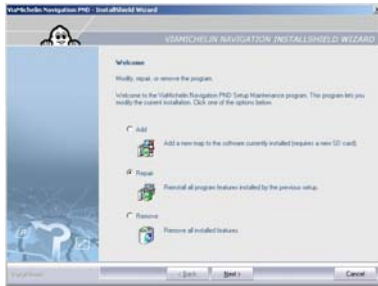 ViaMichelin Navigation PND - InstallShield Wizard
VIAMICHELIN NAVIGATION INSTALLSHIELD WIZARD
Welcome
Modify, repair, or remove the program.
Welcome to the ViaMichelin Navigation PND Setup Maintenance program. This program lets you
modify the current installation. Click one of the options below.
Add
Add a new map to the software currently installed (requires a new SD card)
Repair
Reinstall all program features installed by the previous setup.
Remove
Remove all installed features.
InstallShield
< Back
Next >
Cancel